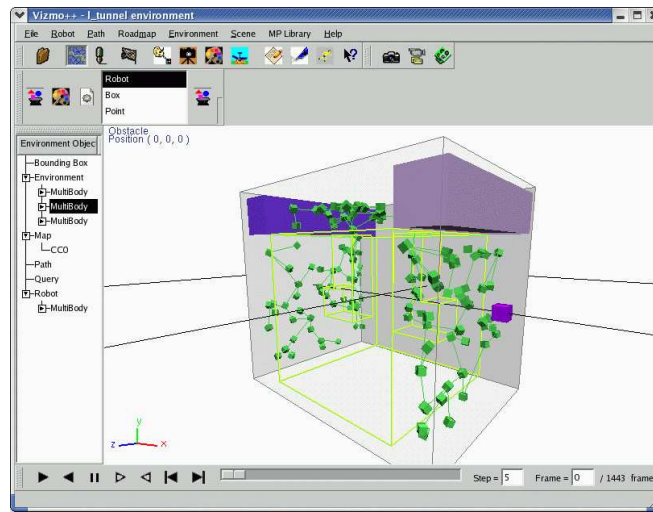 Vizmo++ - l_tunnel environment
File Robot Path Roadmap Environment Scene MP Library Help
Robot
Box
Point
Environment Objec
Bounding Box
Environment
MultiBody
MultiBody
MultiBody
Map
CC0
Path
Query
Robot
MultiBody
Obstacle
Position ( 0, 0, 0 )
y
z x
Step = 5 Frame = 0 / 1443 frame